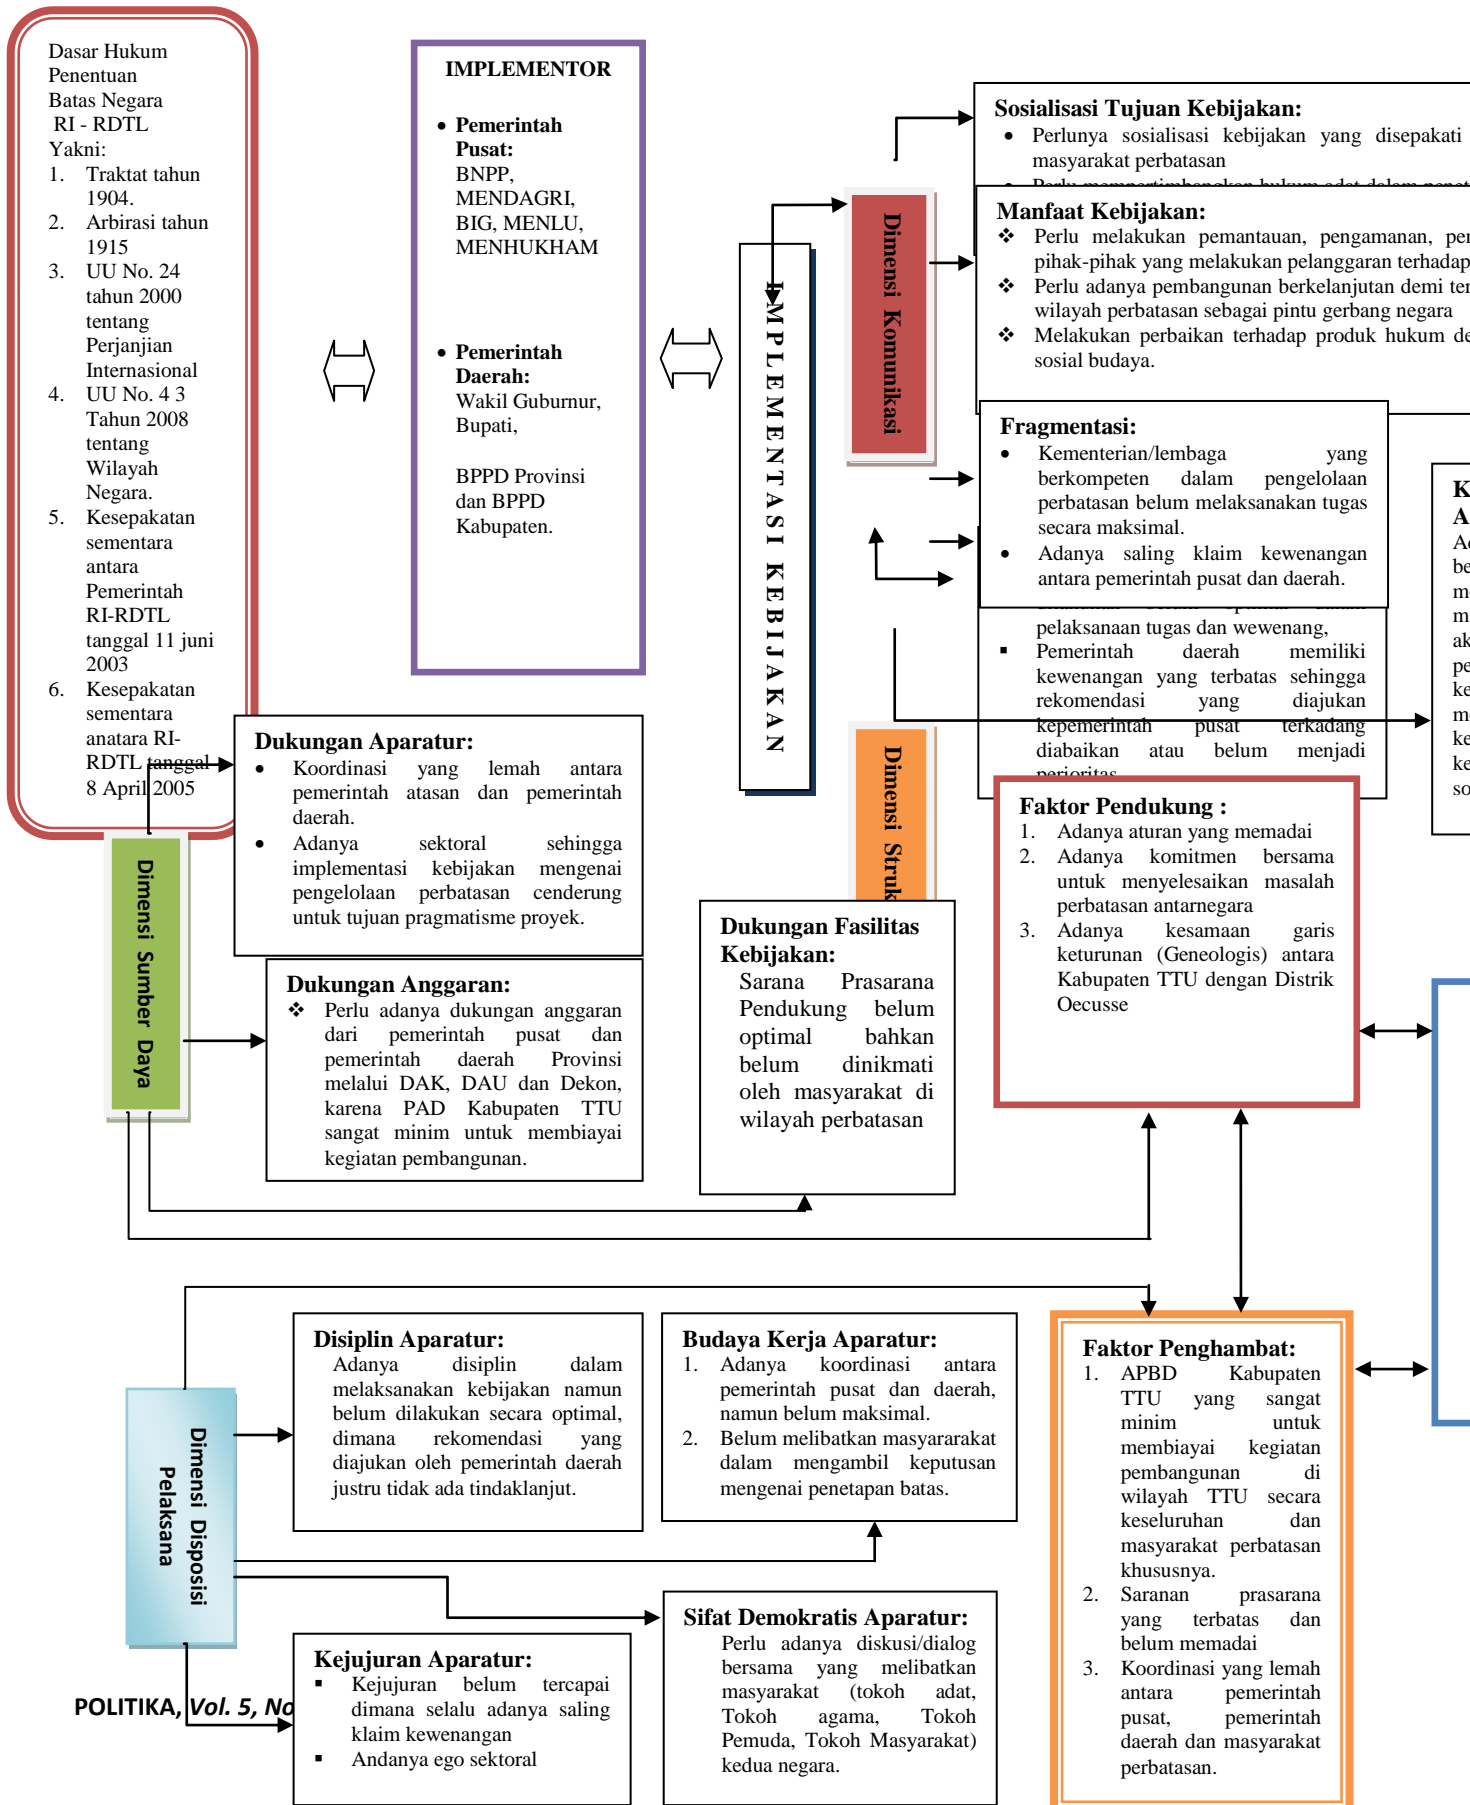 Dasar Hukum
Penentuan
Batas Negara
RI - RDTL
Yakni:
1. Traktat tahun
1904.
2. Arbirasi tahun
1915
3. UU No. 24
tahun 2000
tentang
Perjanjian
Internasional
4. UU No. 4 3
Tahun 2008
tentang
Wilayah
Negara.
5. Kesepakatan
sementara
antara
Pemerintah
RI-RDTL
tanggal 11 juni
2003
6. Kesepakatan
sementara
anatara RI-
RDTL tanggal
8 April 2005
IMPLEMENTOR
• Pemerintah
Pusat:
BNPP,
MENDAGRI,
BIG, MENLU,
MENHUKHAM
• Pemerintah
Daerah:
Wakil Guburnur,
Bupati,
BPPD Provinsi
dan BPPD
Kabupaten.
IMPLEMENTASI KEBIJAKAN
Dimensi Komunikasi
Sosialisasi Tujuan Kebijakan:
• Perlunya sosialisasi kebijakan yang disepakati
masyarakat perbatasan
• Perlu mempertimbangkan hukum adat dalam
Manfaat Kebijakan:
❖ Perlu melakukan pemantauan, pengamanan,
pihak-pihak yang melakukan pelanggaran terhadap
❖ Perlu adanya pembangunan berkelanjutan demi
wilayah perbatasan sebagai pintu gerbang negara
❖ Melakukan perbaikan terhadap produk hukum
sosial budaya.
Fragmentasi:
• Kementerian/lembaga yang
berkompeten dalam pengelolaan
perbatasan belum melaksanakan tugas
secara maksimal.
• Adanya saling klaim kewenangan
antara pemerintah pusat dan daerah.
pelaksanaan tugas dan wewenang,
▪ Pemerintah daerah memiliki
kewenangan yang terbatas sehingga
rekomendasi yang diajukan
kepemerintah pusat terkadang
diabaikan atau belum menjadi
perioritas
Dimensi Struk
Dimensi Sumber Daya
Dukungan Aparatur:
• Koordinasi yang lemah antara
pemerintah atasan dan pemerintah
daerah.
• Adanya sektoral sehingga
implementasi kebijakan mengenai
pengelolaan perbatasan cenderung
untuk tujuan pragmatisme proyek.
Dukungan Anggaran:
❖ Perlu adanya dukungan anggaran
dari pemerintah pusat dan
pemerintah daerah Provinsi
melalui DAK, DAU dan Dekon,
karena PAD Kabupaten TTU
sangat minim untuk membiayai
kegiatan pembangunan.
Dukungan Fasilitas
Kebijakan:
Sarana Prasarana
Pendukung belum
optimal bahkan
belum dinikmati
oleh masyarakat di
wilayah perbatasan
Faktor Pendukung :
1. Adanya aturan yang memadai
2. Adanya komitmen bersama
untuk menyelesaikan masalah
perbatasan antarnegara
3. Adanya kesamaan garis
keturunan (Geneologis) antara
Kabupaten TTU dengan Distrik
Oecusse
Dimensi Disposisi
Pelaksana
Disiplin Aparatur:
Adanya disiplin dalam
melaksanakan kebijakan namun
belum dilakukan secara optimal,
dimana rekomendasi yang
diajukan oleh pemerintah daerah
justru tidak ada tindaklanjut.
Budaya Kerja Aparatur:
1. Adanya koordinasi antara
pemerintah pusat dan daerah,
namun belum maksimal.
2. Belum melibatkan masyararakat
dalam mengambil keputusan
mengenai penetapan batas.
Kejujuran Aparatur:
▪ Kejujuran belum tercapai
dimana selalu adanya saling
klaim kewenangan
▪ Andanya ego sektoral
Sifat Demokratis Aparatur:
Perlu adanya diskusi/dialog
bersama yang melibatkan
masyarakat (tokoh adat,
Tokoh agama, Tokoh
Pemuda, Tokoh Masyarakat)
kedua negara.
Faktor Penghambat:
1. APBD Kabupaten
TTU yang sangat
minim untuk
membiayai kegiatan
pembangunan di
wilayah TTU secara
keseluruhan dan
masyarakat perbatasan
khususnya.
2. Saranan prasarana
yang terbatas dan
belum memadai
3. Koordinasi yang lemah
antara pemerintah
pusat, pemerintah
daerah dan masyarakat
perbatasan.
POLITIKA, Vol. 5, No